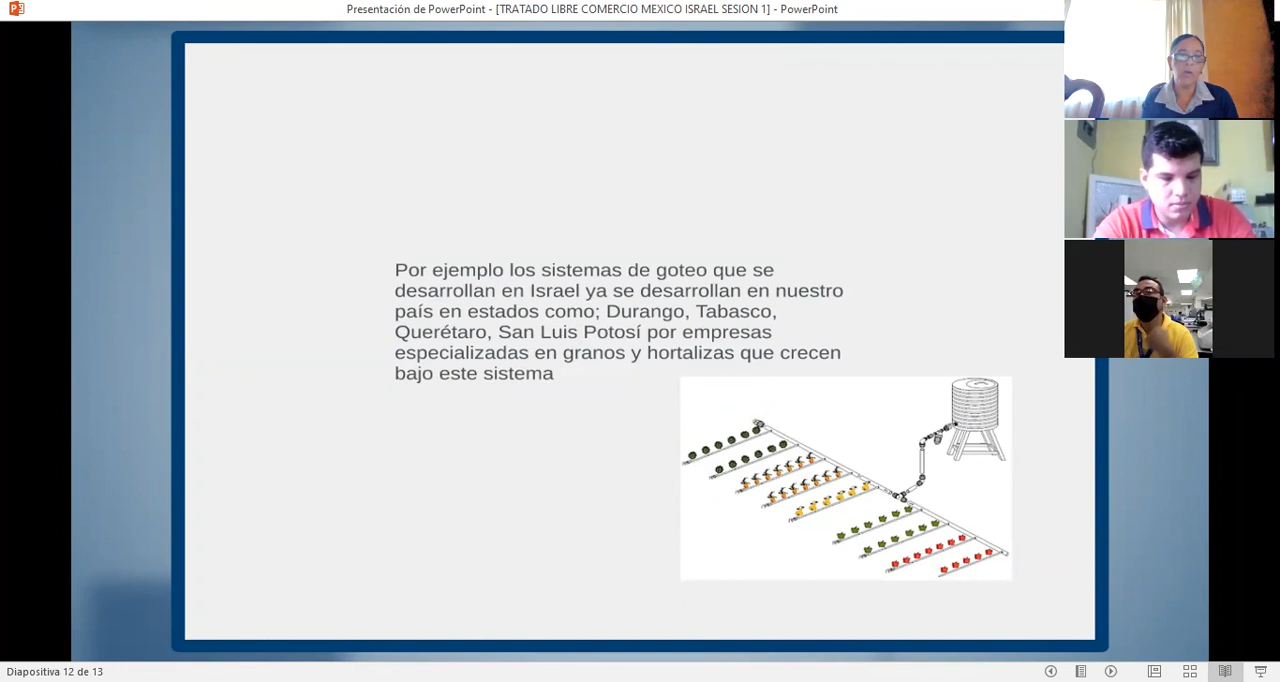 Presentación de PowerPoint - [TRATADO LIBRE COMERCIO MEXICO ISRAEL SESION 1] - PowerPoint
Por ejemplo los sistemas de goteo que se
desarrollan en Israel ya se desarrollan en nuestro
país en estados como; Durango, Tabasco,
Querétaro, San Luis Potosí por empresas
especializadas en granos y hortalizas que crecen
bajo este sistema
Diapositiva 12 de 13